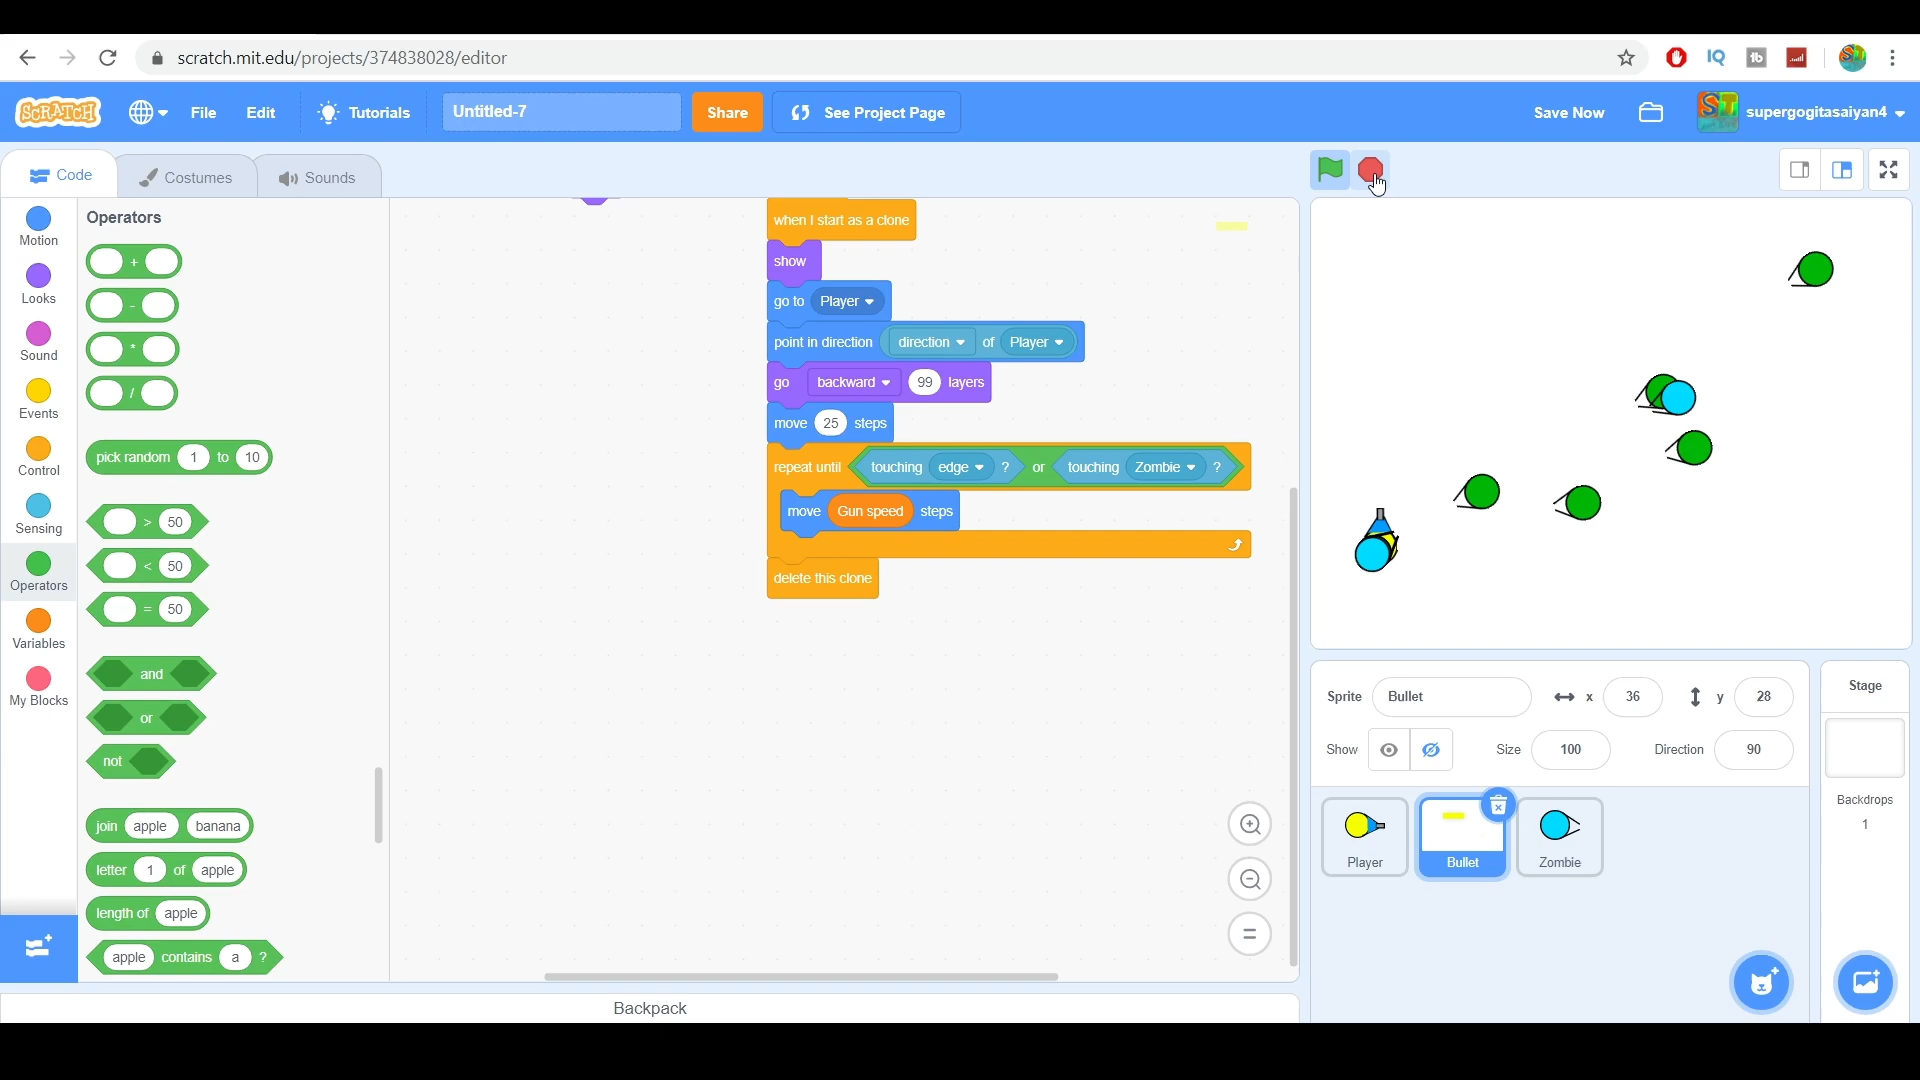 scratch.mit.edu/projects/374838028/editor
SCRATCH
File
Edit
Tutorials
Untitled-7
Share
See Project Page
Save Now
supergogitasaiyan4
Code
Costumes
Sounds
Motion
Looks
Sound
Events
Control
Sensing
Operators
Variables
My Blocks
Operators
+
-
*
/
pick random 1 to 10
> 50
< 50
= 50
and
or
not
join apple banana
letter 1 of apple
length of apple
apple contains a ?
when I start as a clone
show
go to Player
point in direction direction of Player
go backward 99 layers
move 25 steps
repeat until touching edge ? or touching Zombie ?
move Gun speed steps
delete this clone
Backpack
Sprite Bullet x 36 y 28
Show Size 100 Direction 90
Player
Bullet
Zombie
Stage
Backdrops
1